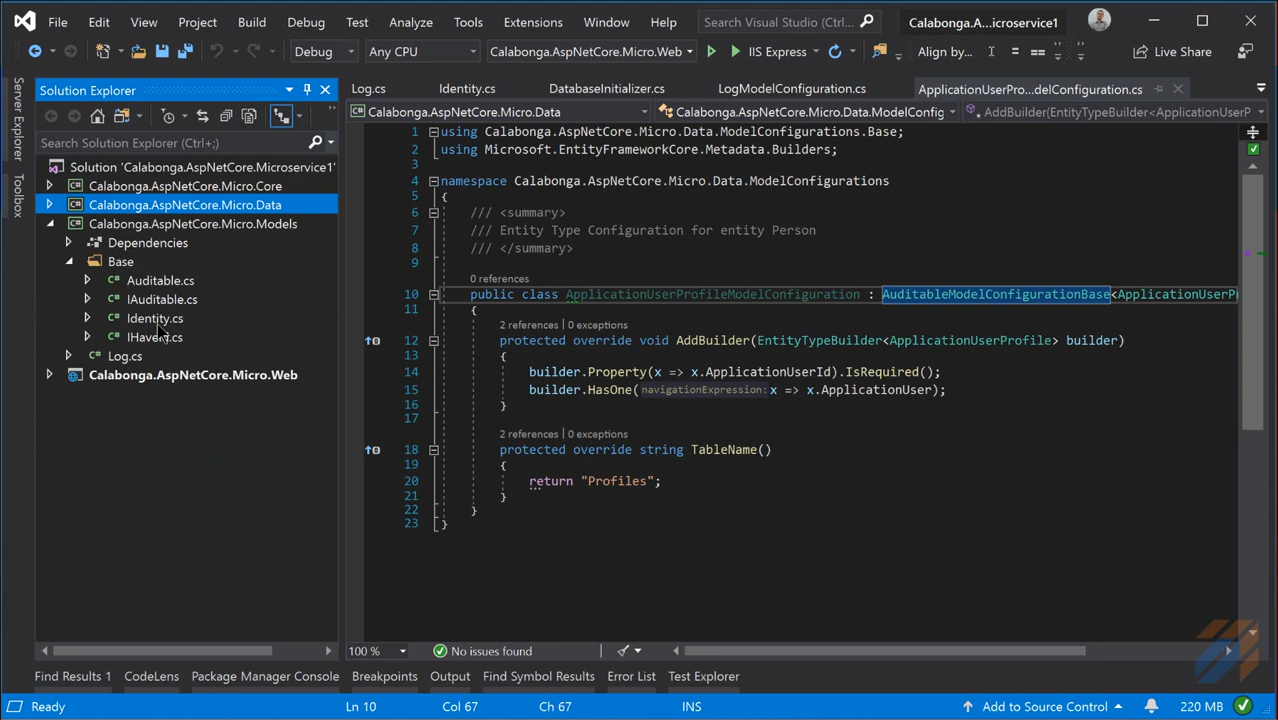 File Edit View Project Build Debug Test Analyze Tools Extensions Window Help Search Visual Studio (Ctrl+... Calabonga.A...icroservice1
Debug Any CPU Calabonga.AspNetCore.Micro.Web IIS Express Align by... Live Share
Server Explorer
Toolbox
Solution Explorer
Search Solution Explorer (Ctrl+;)
Solution 'Calabonga.AspNetCore.Microservice1'
Calabonga.AspNetCore.Micro.Core
Calabonga.AspNetCore.Micro.Data
Calabonga.AspNetCore.Micro.Models
Dependencies
Base
Auditable.cs
IAuditable.cs
Identity.cs
Log.cs
Calabonga.AspNetCore.Micro.Web
Log.cs Identity.cs DatabaseInitializer.cs LogModelConfiguration.cs ApplicationUserPro...delConfiguration.cs
Calabonga.AspNetCore.Micro.Data Calabonga.AspNetCore.Micro.Data.ModelConfig AddBuilder(EntityTypeBuilder<ApplicationUserP
1 using Calabonga.AspNetCore.Micro.Data.ModelConfigurations.Base;
2 using Microsoft.EntityFrameworkCore.Metadata.Builders;
3
4 namespace Calabonga.AspNetCore.Micro.Data.ModelConfigurations
5 {
6 /// <summary>
7 /// Entity Type Configuration for entity Person
8 /// </summary>
9
0 references
10 public class ApplicationUserProfileModelConfiguration : AuditableModelConfigurationBase<ApplicationUserPr
11 {
2 references | 0 exceptions
12 protected override void AddBuilder(EntityTypeBuilder<ApplicationUserProfile> builder)
13 {
14 builder.Property(x => x.ApplicationUserId).IsRequired();
15 builder.HasOne(navigationExpression: x => x.ApplicationUser);
16 }
17
2 references | 0 exceptions
18 protected override string TableName()
19 {
20 return "Profiles";
21 }
22 }
23 }
100 % No issues found
Find Results 1 CodeLens Package Manager Console Breakpoints Output Find Symbol Results Error List Test Explorer
Ready Ln 10 Col 67 Ch 67 INS Add to Source Control 220 MB